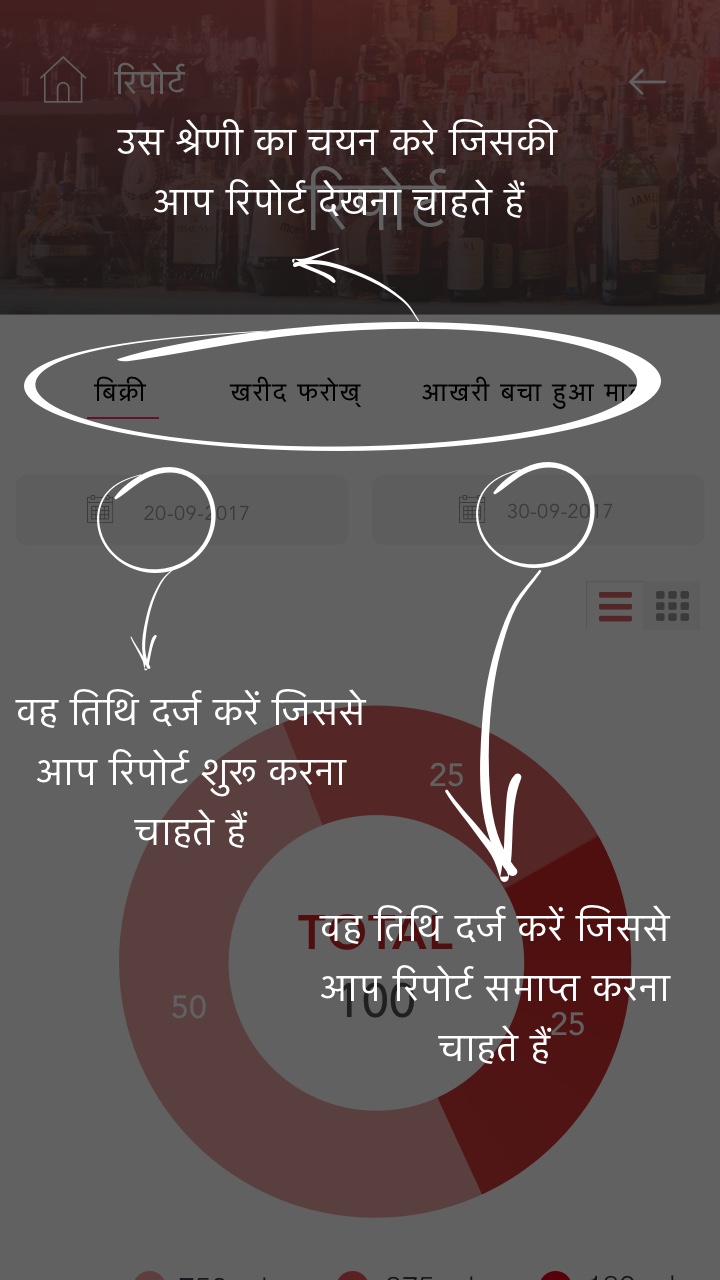 रिपोर्ट
उस श्रेणी का चयन करे जिसकी
आप रिपोर्ट देखना चाहते हैं
रिपोर्ट
बिक्री खरीद फरोख् आखरी बचा हुआ
20-09-2017 30-09-2017
वह तिथि दर्ज करें जिससे
आप रिपोर्ट शुरू करना
चाहते हैं
25
वह तिथि दर्ज करें जिससे
आप रिपोर्ट समाप्त करना
चाहते हैं
TOTAL
100
50
25